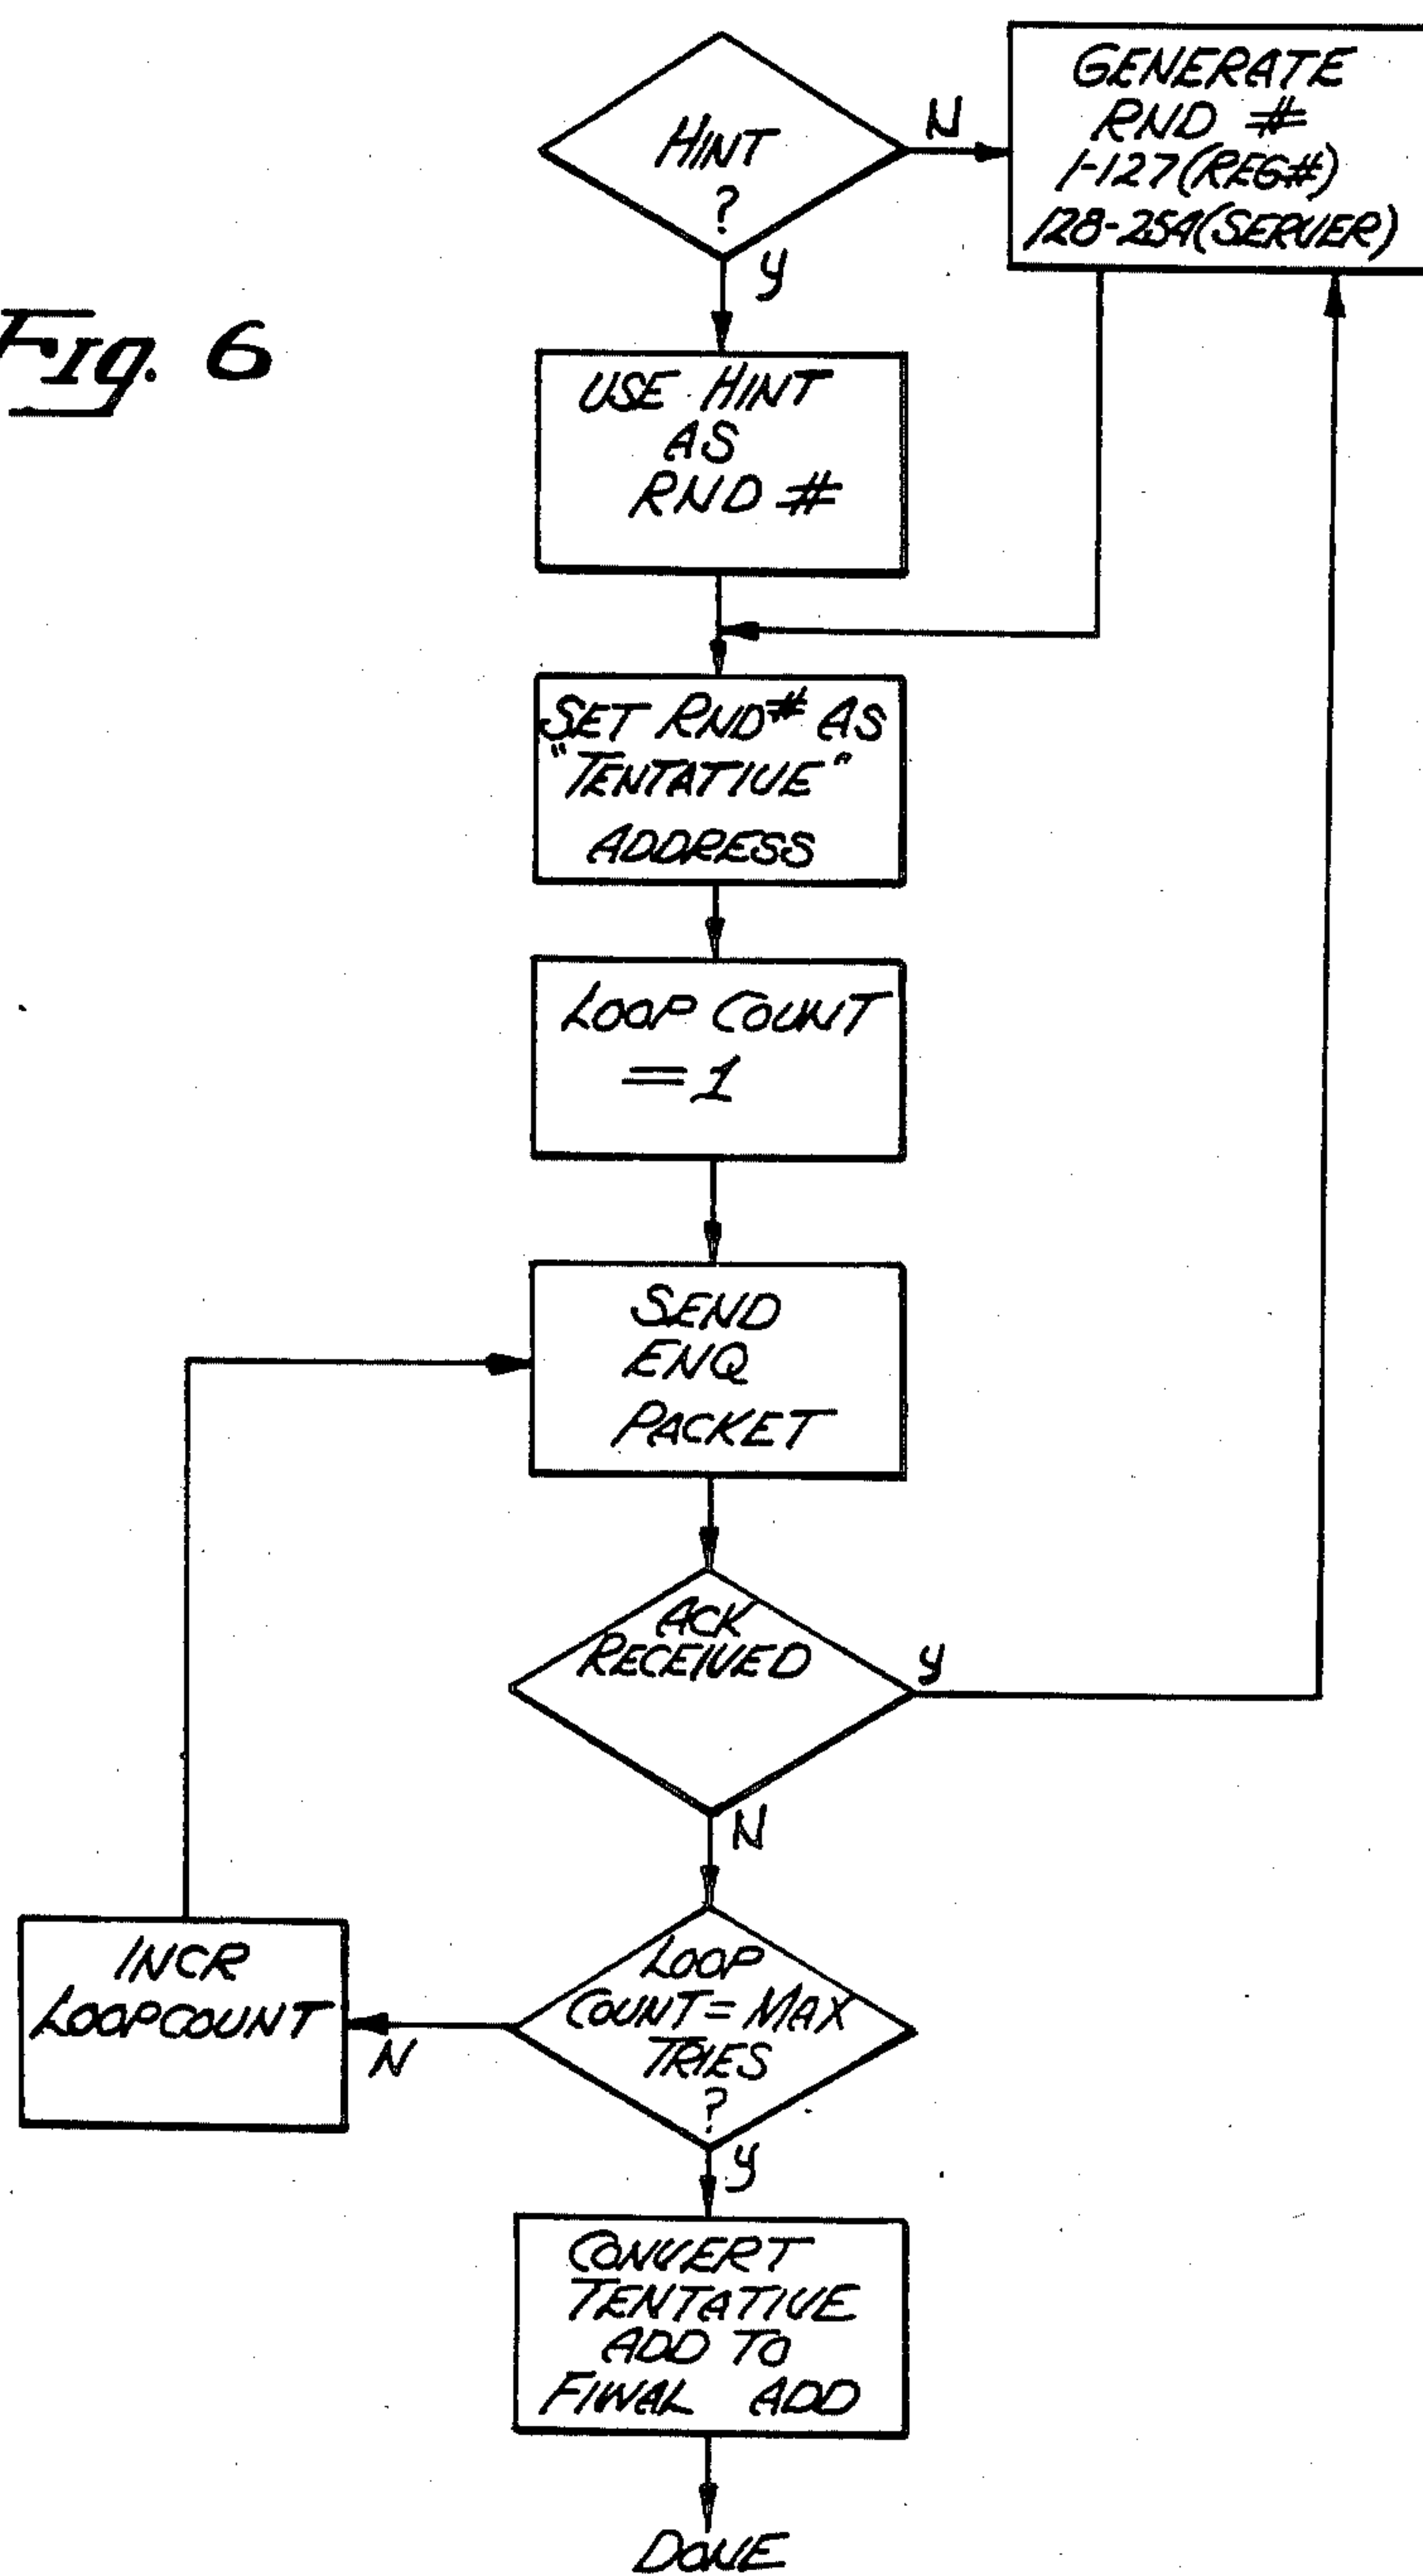 Fig. 6
HINT
?
N
Y
GENERATE
RND #
1-127(REG#)
128-254(SERVER)
USE HINT
AS
RND #
SET RND# AS
"TENTATIVE"
ADDRESS
LOOP COUNT
=1
SEND
ENQ
PACKET
ACK
RECEIVED
Y
N
LOOP
COUNT=MAX
TRIES
?
N
Y
INCR
LOOPCOUNT
CONVERT
TENTATIVE
ADD TO
FINAL ADD
DONE